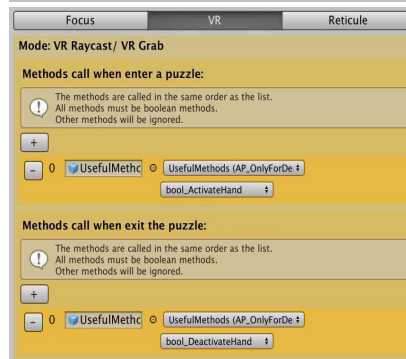 Focus VR Reticule
Mode: VR Raycast/ VR Grab
Methods call when enter a puzzle:
The methods are called in the same order as the list.
All methods must be boolean methods.
Other methods will be ignored.
+
- 0 UsefulMethc UsefulMethods (AP_OnlyForDe
bool_ActivateHand
Methods call when exit the puzzle:
The methods are called in the same order as the list.
All methods must be boolean methods.
Other methods will be ignored.
+
- 0 UsefulMethc UsefulMethods (AP_OnlyForDe
bool_DeactivateHand